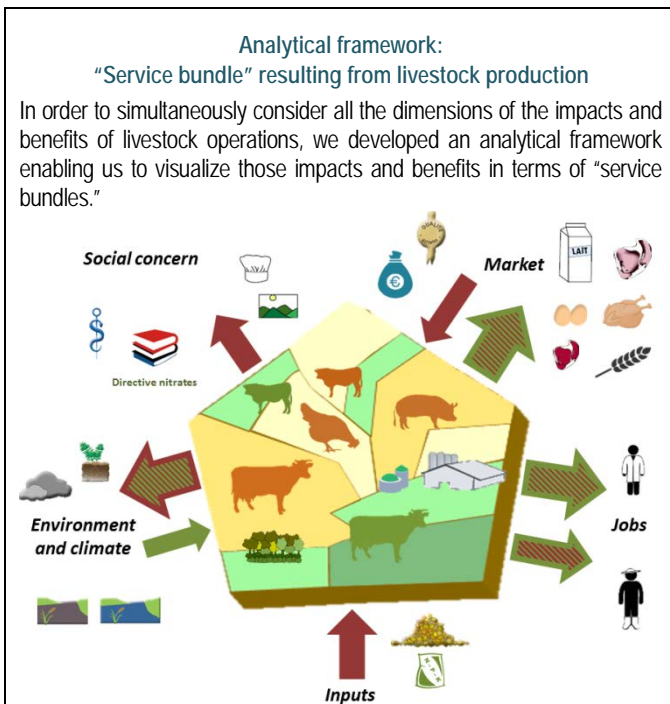 Analytical framework:
“Service bundle” resulting from livestock production
In order to simultaneously consider all the dimensions of the impacts and
benefits of livestock operations, we developed an analytical framework
enabling us to visualize those impacts and benefits in terms of “service
bundles.”
Social concern
Market
QUALITÉ
LAIT
€
Directive nitrates
Environment
and climate
Jobs
N.P.K
Inputs